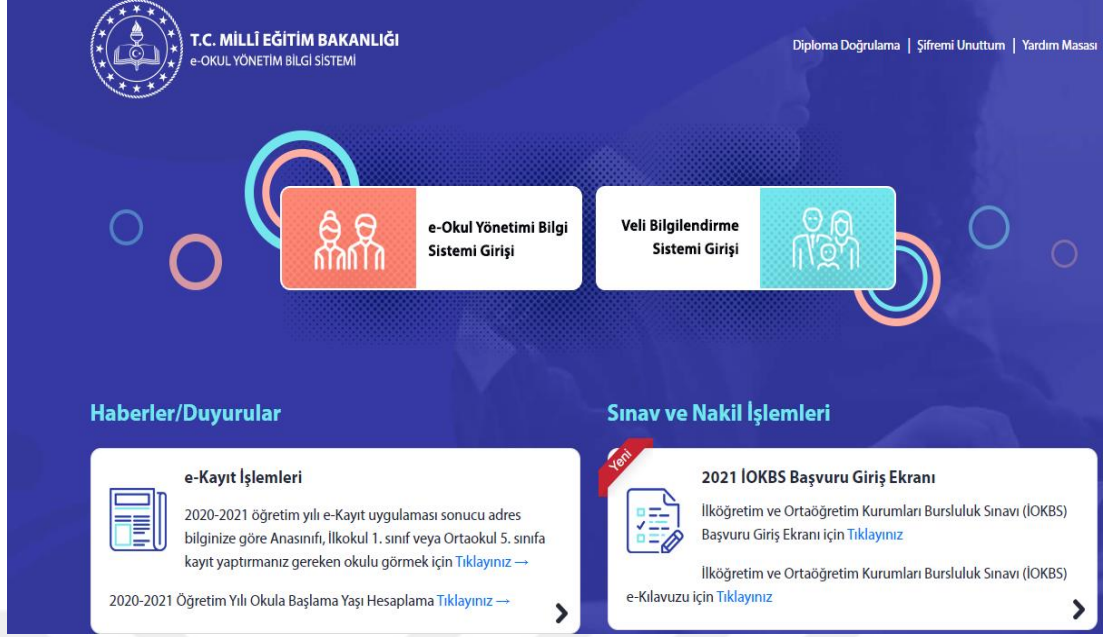 T.C. MİLLÎ EĞİTİM BAKANLIĞI
e-OKUL YÖNETİM BİLGİ SİSTEMİ
Diploma Doğrulama | Şifremi Unuttum | Yardım Masası
e-Okul Yönetimi Bilgi
Sistemi Girişi
Veli Bilgilendirme
Sistemi Girişi
Haberler/Duyurular
e-Kayıt İşlemleri
2020-2021 öğretim yılı e-Kayıt uygulaması sonucu adres
bilginize göre Anasınıfı, İlkokul 1. sınıf veya Ortaokul 5. sınıfa
kayıt yaptırmanız gereken okulu görmek için Tıklayınız →
2020-2021 Öğretim Yılı Okula Başlama Yaşı Hesaplama Tıklayınız →
Sınav ve Nakil İşlemleri
Yeni
2021 İOKBS Başvuru Giriş Ekranı
İlköğretim ve Ortaöğretim Kurumları Bursluluk Sınavı (İOKBS)
Başvuru Giriş Ekranı için Tıklayınız
İlköğretim ve Ortaöğretim Kurumları Bursluluk Sınavı (İOKBS)
e-Kılavuzu için Tıklayınız